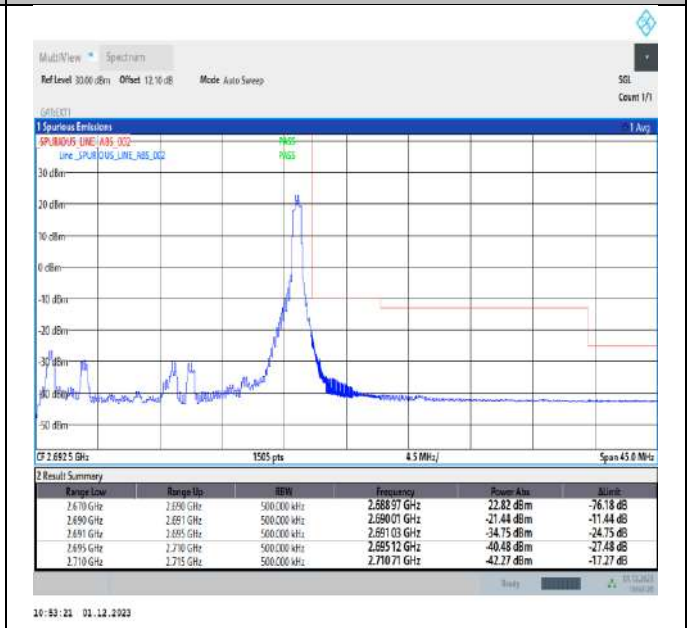 MultiView Spectrum
Ref Level 30.00 dBm Offset 12.10 dB Mode Auto Sweep SGL
Count 1/1
1 Spurious Emissions 1 Avg
SPURIOUS_LINE_ABS_002 PASS
Line _SPURIOUS_LINE_ABS_002 PASS
30 dBm
20 dBm
10 dBm
0 dBm
-10 dBm
-20 dBm
-30 dBm
-40 dBm
-50 dBm
CF 2.6925 GHz 1505 pts 4.5 MHz/ Span 45.0 MHz
2 Result Summary
Range Low Range Up RBW Frequency Power Abs ΔLimit
2.670 GHz 2.690 GHz 500.000 kHz 2.68897 GHz 22.82 dBm -76.18 dB
2.690 GHz 2.691 GHz 500.000 kHz 2.69001 GHz -21.44 dBm -11.44 dB
2.691 GHz 2.695 GHz 500.000 kHz 2.69103 GHz -34.75 dBm -24.75 dB
2.695 GHz 2.710 GHz 500.000 kHz 2.69512 GHz -40.48 dBm -27.48 dB
2.710 GHz 2.715 GHz 500.000 kHz 2.71071 GHz -42.27 dBm -17.27 dB
Ready 01.12.2023
10:53:21 01.12.2023